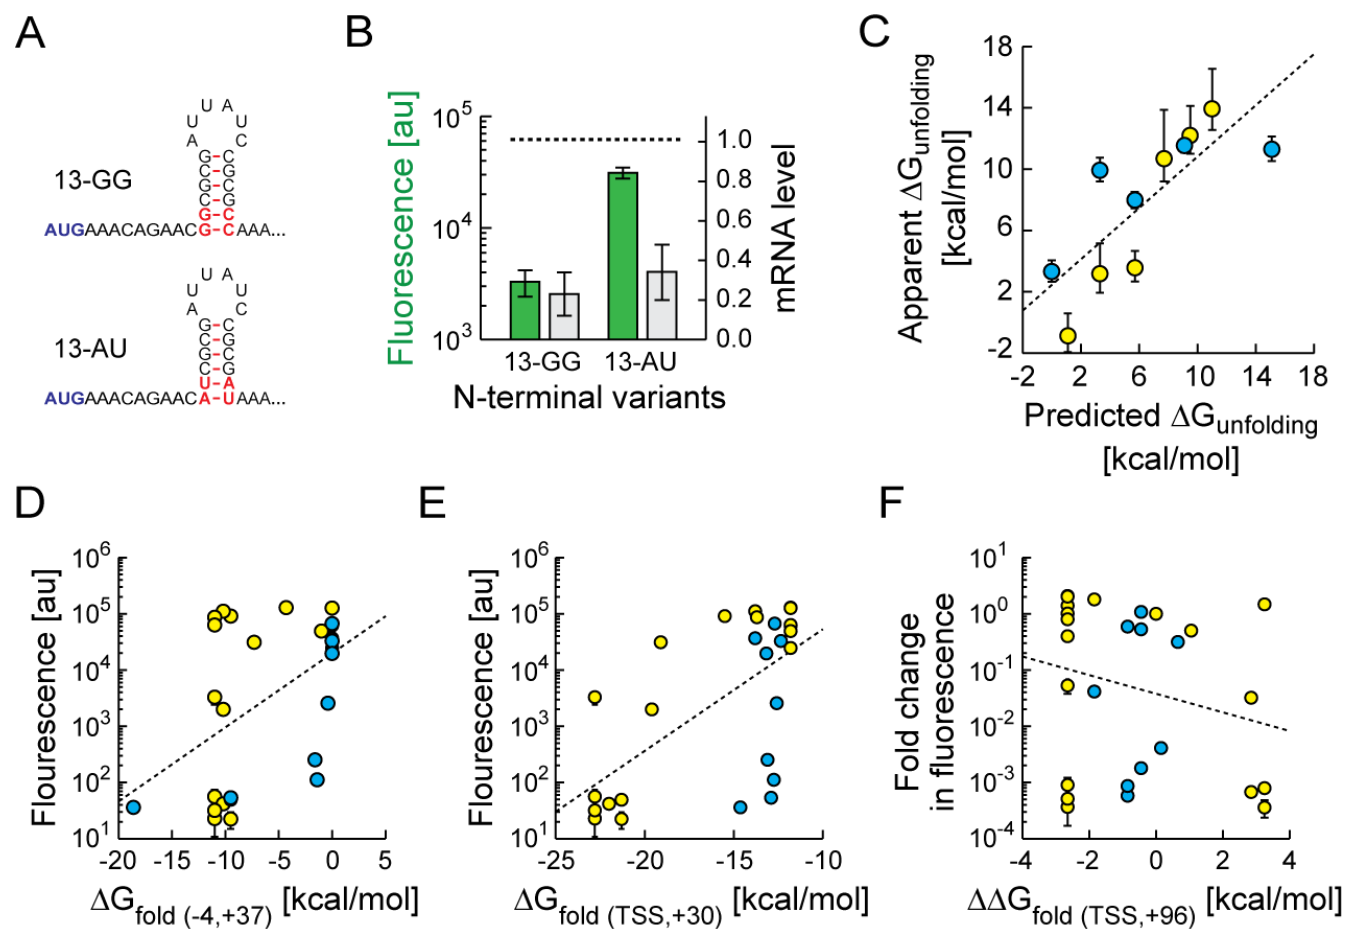 A
U A
U U
A C
G-C
C-G
G-C
C-G
G-C
13-GG
AUGAAACAGAACG-CAAA...
U A
U U
A C
G-C
C-G
G-C
C-G
U-A
13-AU
AUGAAACAGAACA-UAAA...
B
Fluorescence [au]
10^5
10^4
10^3
1.0
0.8
0.6
0.4
0.2
0.0
mRNA level
13-GG 13-AU
N-terminal variants
C
Apparent ΔGunfolding
[kcal/mol]
18
14
10
6
2
-2
-2 2 6 10 14 18
Predicted ΔGunfolding
[kcal/mol]
D
Flourescence [au]
10^6
10^5
10^4
10^3
10^2
10^1
-20 -15 -10 -5 0 5
ΔGfold (-4,+37) [kcal/mol]
E
Flourescence [au]
10^6
10^5
10^4
10^3
10^2
10^1
-25 -20 -15 -10
ΔGfold (TSS,+30) [kcal/mol]
F
Fold change
in fluorescence
10^1
10^0
10^-1
10^-2
10^-3
10^-4
-4 -2 0 2 4
ΔΔGfold (TSS,+96) [kcal/mol]